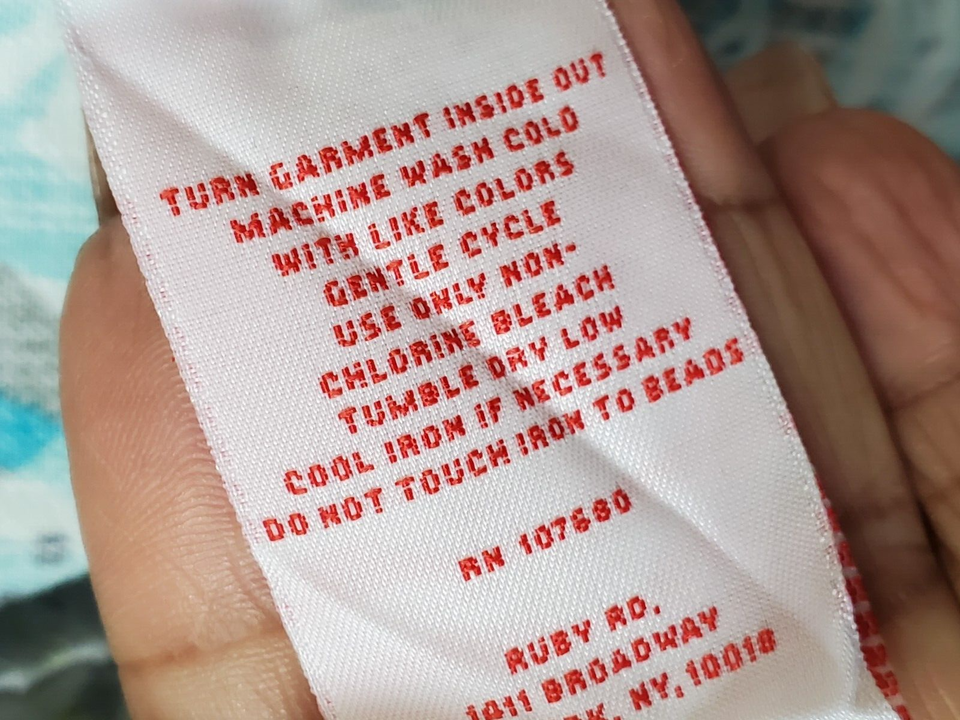 TURN GARMENT INSIDE OUT
MACHINE WASH COLD
WITH LIKE COLORS
GENTLE CYCLE
USE ONLY NON-
CHLORINE BLEACH
TUMBLE DRY LOW
COOL IRON IF NECESSARY
DO NOT TOUCH IRON TO BEADS
RN 107680
RUBY RD.
1411 BROADWAY
NY, 10018